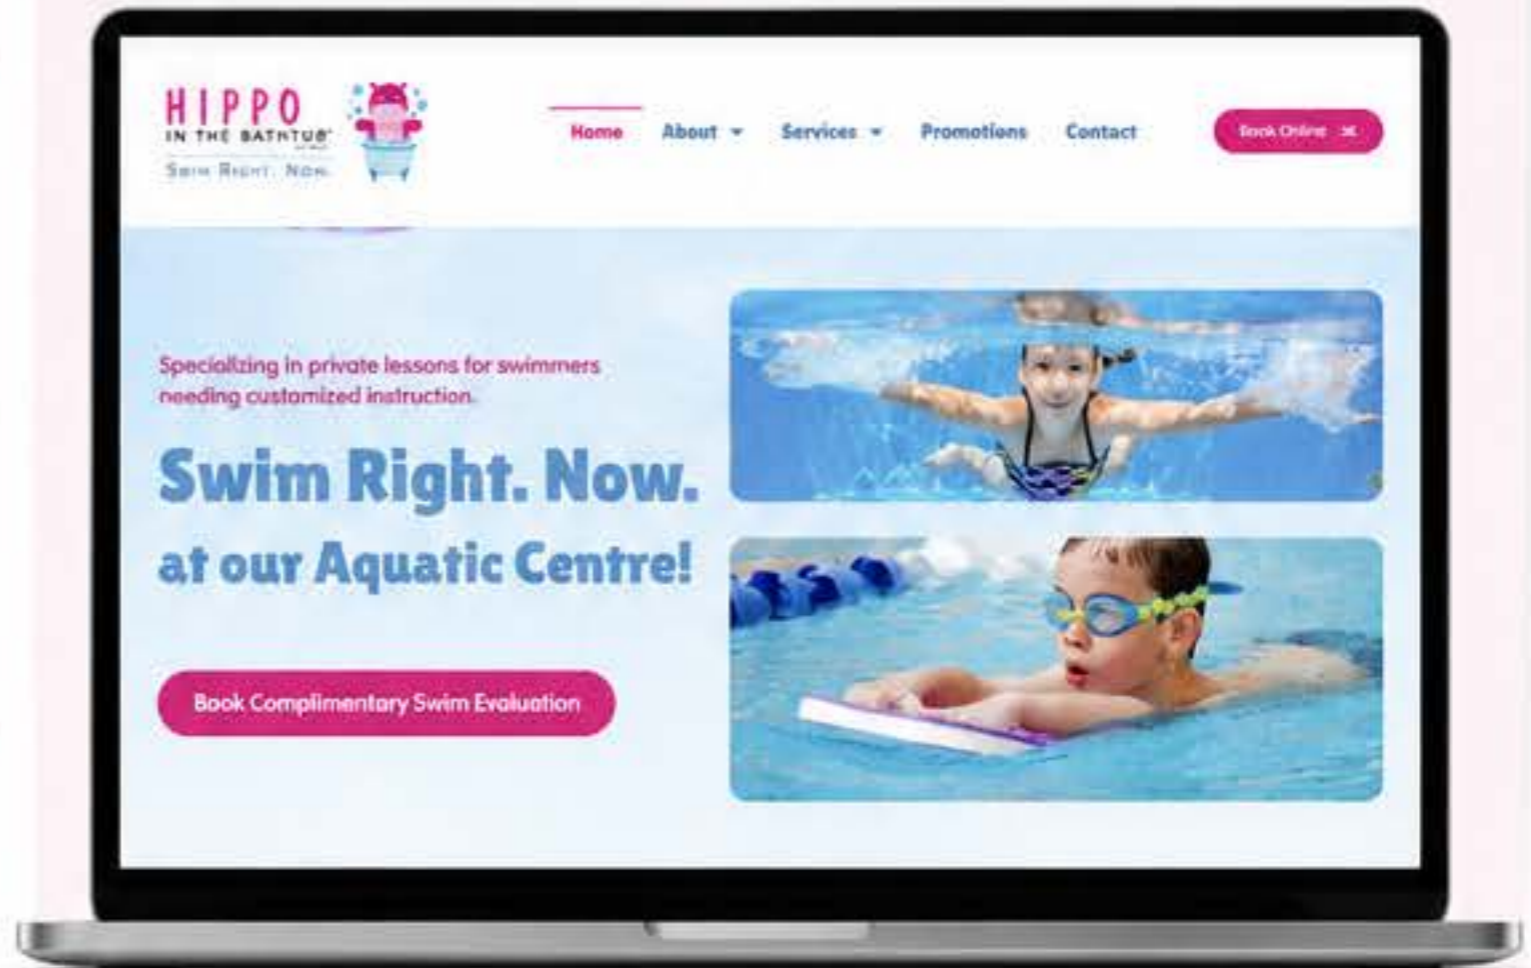 HIPPO
IN THE BATHTUB
SWIM RIGHT. NOW.
Home
About
Services
Promotions
Contact
Book Online
Specializing in private lessons for swimmers
needing customized instruction.
Swim Right. Now.
at our Aquatic Centre!
Book Complimentary Swim Evaluation